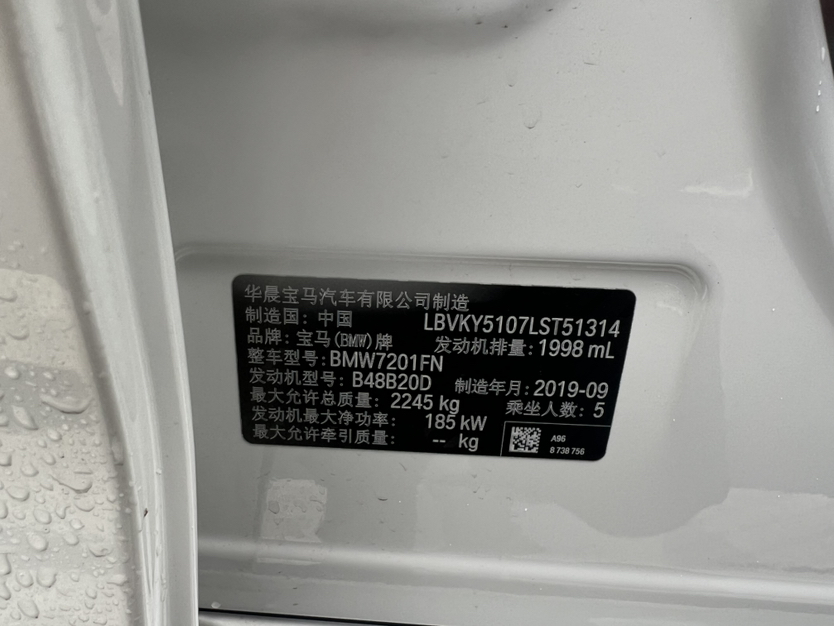 华晨宝马汽车有限公司制造
制造国: 中国 LBVKY5107LST51314
品牌: 宝马(BMW)牌 发动机排量: 1998 mL
整车型号: BMW7201FN
发动机型号: B48B20D 制造年月: 2019-09
最大允许总质量: 2245 kg 乘坐人数: 5
发动机最大净功率: 185 kW
最大允许牵引质量: -- kg
A96
8 738 756